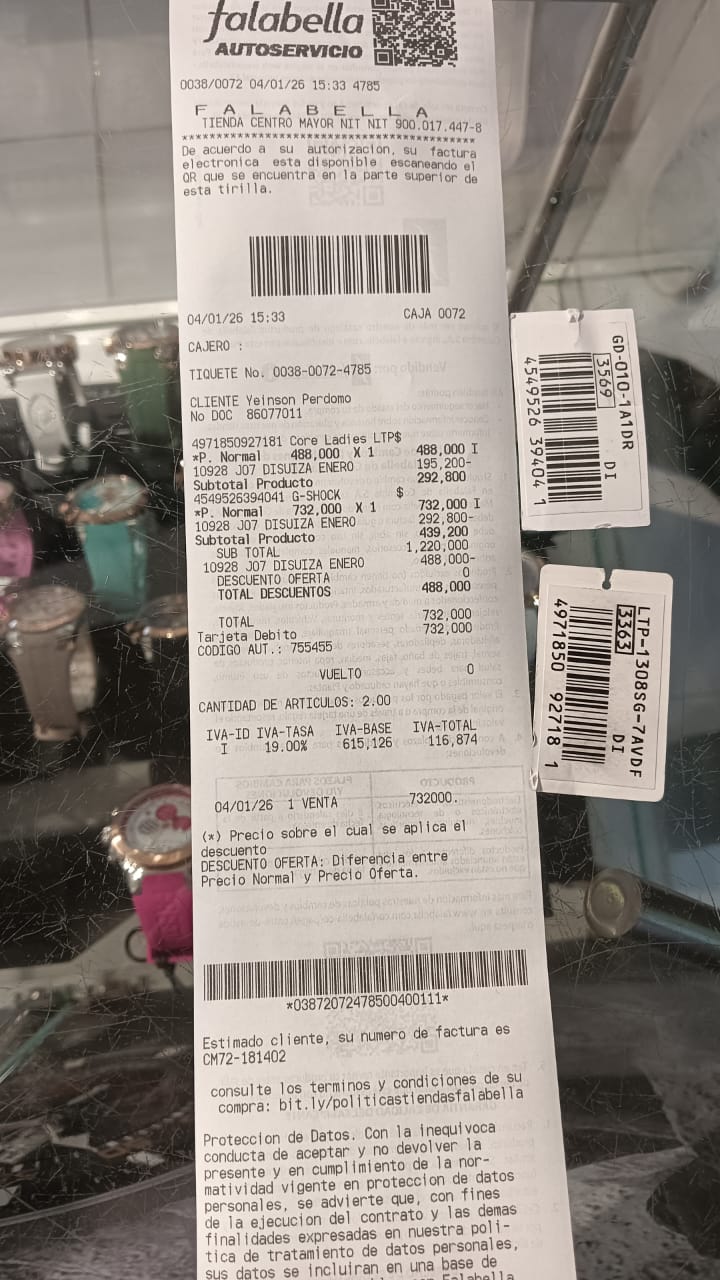 falabella
AUTOSERVICIO
0038/0072 04/01/26 15:33 4785
F A L A B E L L A
TIENDA CENTRO MAYOR NIT NIT 900.017.447-8
******************************************
De acuerdo a su autorizacion, su factura
electronica esta disponible escaneando el
QR que se encuentra en la parte superior de
esta tirilla.
04/01/26 15:33 CAJA 0072
CAJERO :
TIQUETE No. 0038-0072-4785
CLIENTE Yeinson Perdomo
No DOC 86077011
4971850927181 Core Ladies LTP$
*P. Normal 488,000 X 1 488,000 I
10928 J07 DISUIZA ENERO 195,200-
Subtotal Producto 292,800
4549526394041 G-SHOCK $
*P. Normal 732,000 X 1 732,000 I
10928 J07 DISUIZA ENERO 292,800-
Subtotal Producto 439,200
SUB TOTAL 1,220,000
10928 J07 DISUIZA ENERO 488,000-
DESCUENTO OFERTA 0
TOTAL DESCUENTOS 488,000
TOTAL 732,000
Tarjeta Debito 732,000
CODIGO AUT.: 755455
VUELTO 0
CANTIDAD DE ARTICULOS: 2.00
IVA-ID IVA-TASA IVA-BASE IVA-TOTAL
I 19.00% 615,126 116,874
04/01/26 1 VENTA 732000.
(*) Precio sobre el cual se aplica el
descuento
DESCUENTO OFERTA: Diferencia entre
Precio Normal y Precio Oferta.
*03872072478500400111*
Estimado cliente, su numero de factura es
CM72-181402
consulte los terminos y condiciones de su
compra: bit.ly/politicastiendasfalabella
Proteccion de Datos. Con la inequivoca
conducta de aceptar y no devolver la
presente y en cumplimiento de la nor-
matividad vigente en proteccion de datos
personales, se advierte que, con fines
de la ejecucion del contrato y las demas
finalidades expresadas en nuestra poli-
tica de tratamiento de datos personales,
sus datos se incluiran en una base de
GD-010-1A1DR
3569 DI
4549526 39404 1
LTP-1308SG-7AVDF
3363 DI
4971850 92718 1